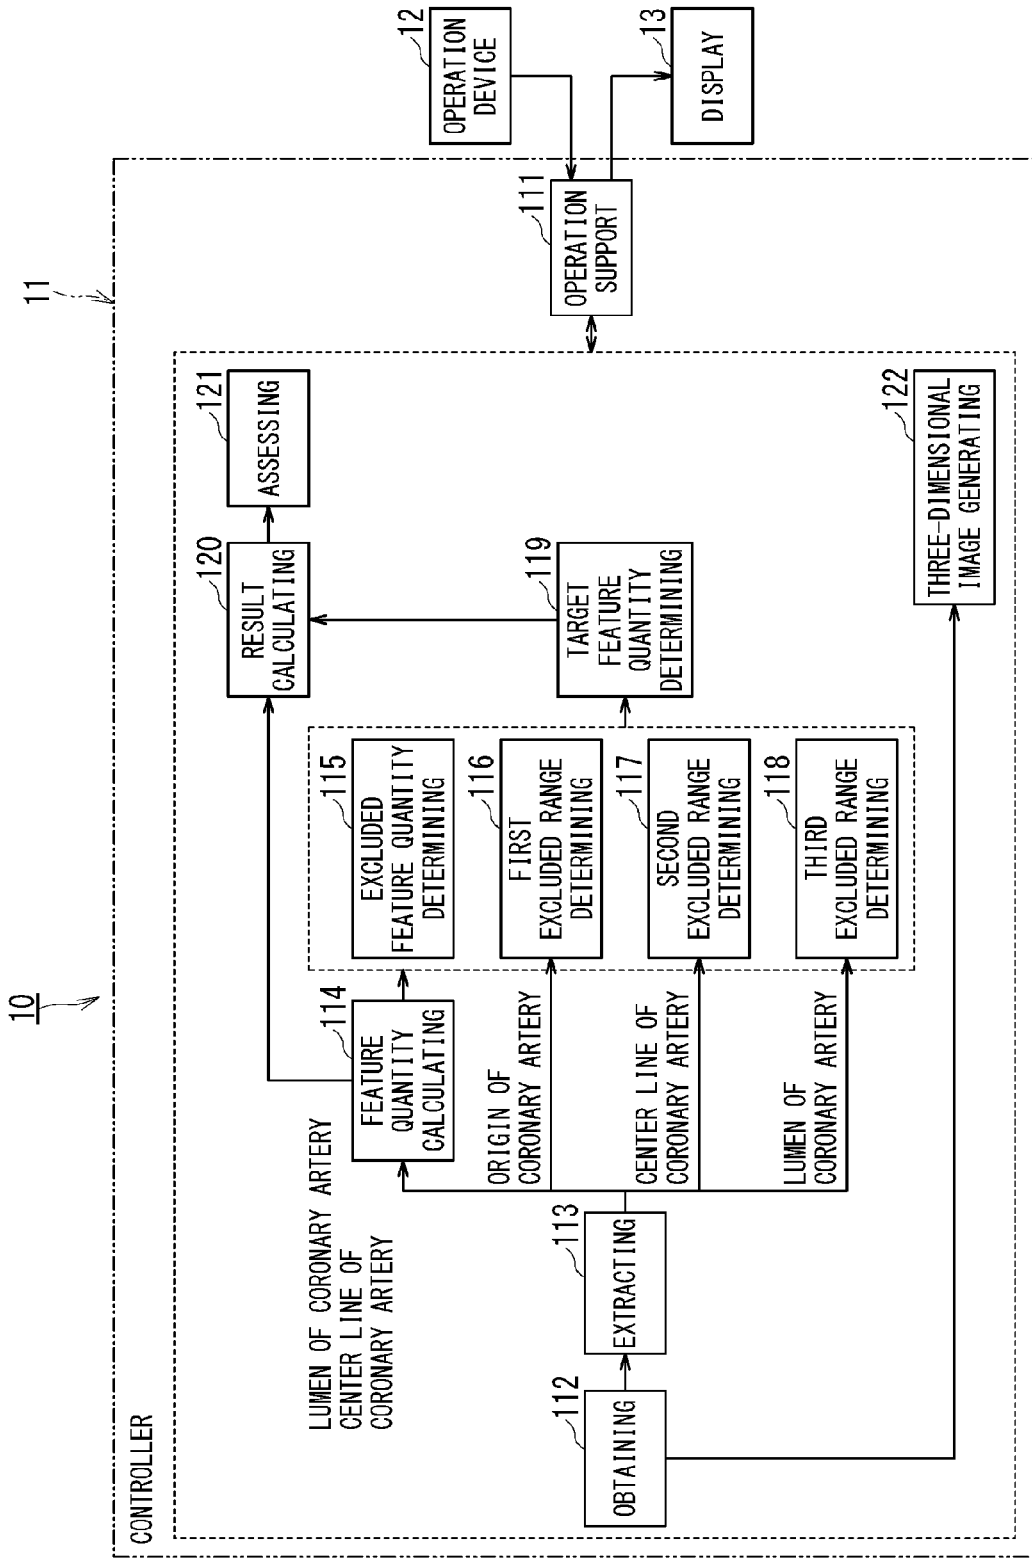 10
11
CONTROLLER
112
OBTAINING
113
EXTRACTING
LUMEN OF CORONARY ARTERY
CENTER LINE OF
CORONARY ARTERY
114
FEATURE
QUANTITY
CALCULATING
ORIGIN OF
CORONARY ARTERY
CENTER LINE OF
CORONARY ARTERY
LUMEN OF
CORONARY ARTERY
115
EXCLUDED
FEATURE QUANTITY
DETERMINING
116
FIRST
EXCLUDED RANGE
DETERMINING
117
SECOND
EXCLUDED RANGE
DETERMINING
118
THIRD
EXCLUDED RANGE
DETERMINING
119
TARGET
FEATURE
QUANTITY
DETERMINING
120
RESULT
CALCULATING
121
ASSESSING
122
THREE-DIMENSIONAL
IMAGE GENERATING
111
OPERATION
SUPPORT
12
OPERATION
DEVICE
13
DISPLAY